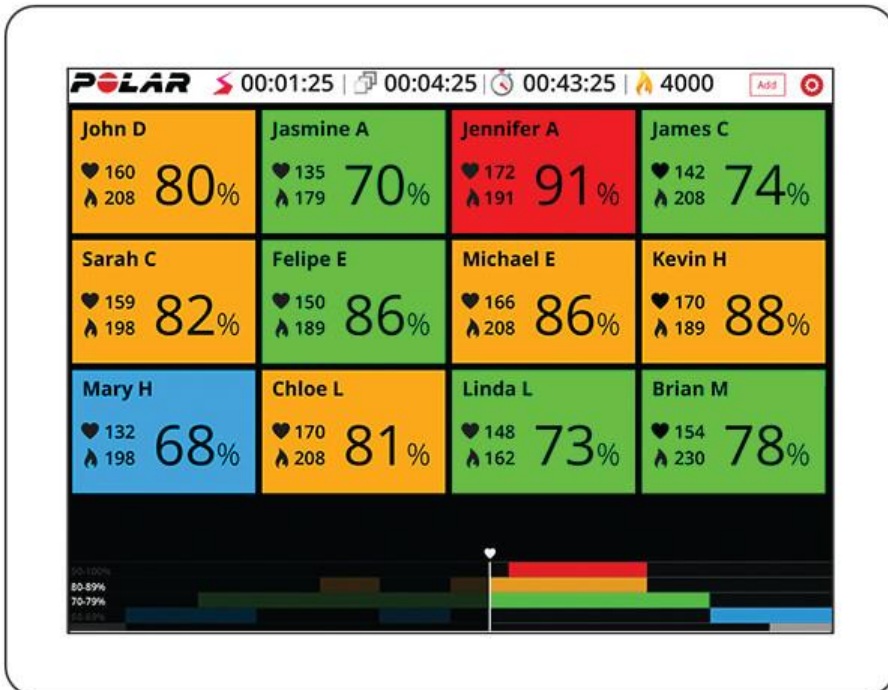 POLAR 00:01:25 | 00:04:25 | 00:43:25 | 4000 Add
John D
160
208
80%
Jasmine A
135
179
70%
Jennifer A
172
191
91%
James C
142
208
74%
Sarah C
159
198
82%
Felipe E
150
189
86%
Michael E
166
208
86%
Kevin H
170
189
88%
Mary H
132
198
68%
Chloe L
170
208
81%
Linda L
148
162
73%
Brian M
154
230
78%
80-89%
70-79%